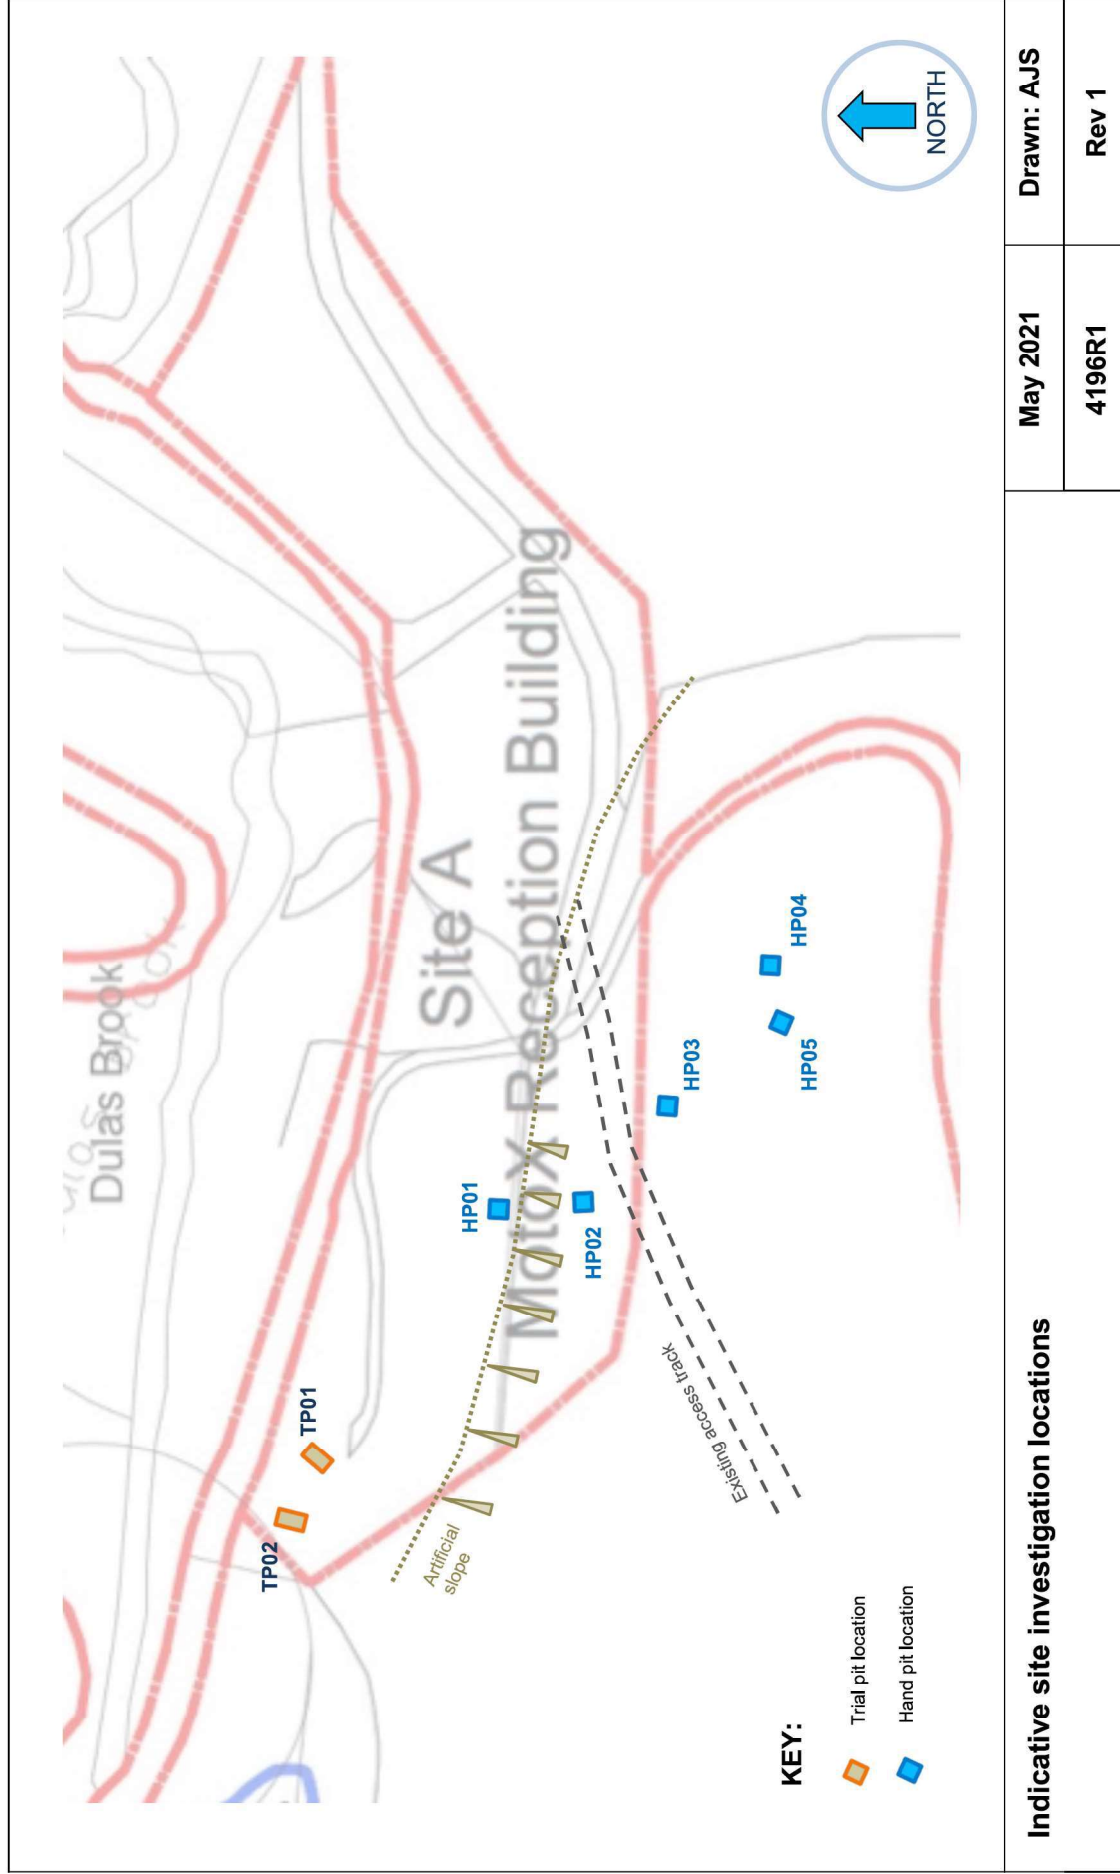 Dulas Brook
Site A
MotoX Reception Building
TP02
TP01
HP01
HP02
HP03
HP04
HP05
Artificial
slope
Existing access track
KEY:
Trial pit location
Hand pit location
NORTH
Indicative site investigation locations
May 2021
Drawn: AJS
4196R1
Rev 1